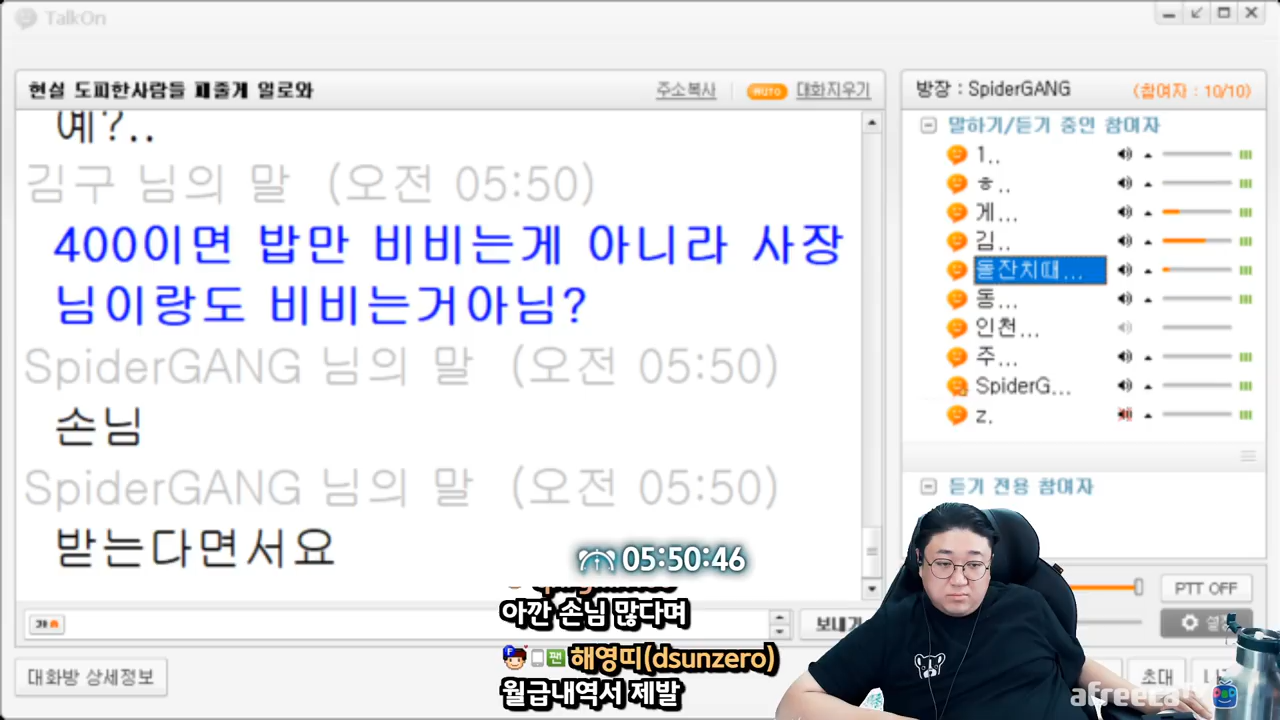 TalkOn
현실 도피한사람들 패줄게 일로와
주소복사
AUTO
대화지우기
예?..
김구 님의 말 (오전 05:50)
400이면 밥만 비비는게 아니라 사장
님이랑도 비비는거아님?
SpiderGANG 님의 말 (오전 05:50)
손님
SpiderGANG 님의 말 (오전 05:50)
받는다면서요
05:50:46
아깐 손님 많다며
팬 해영띠(dsunzero)
월급내역서 제발
보내기
대화방 상세정보
방장 : SpiderGANG
(참여자 : 10/10)
말하기/듣기 중인 참여자
1..
ㅎ..
게...
김..
돌잔치때...
동...
인천...
주...
SpiderG...
z.
듣기 전용 참여자
PTT OFF
초대
afreeca